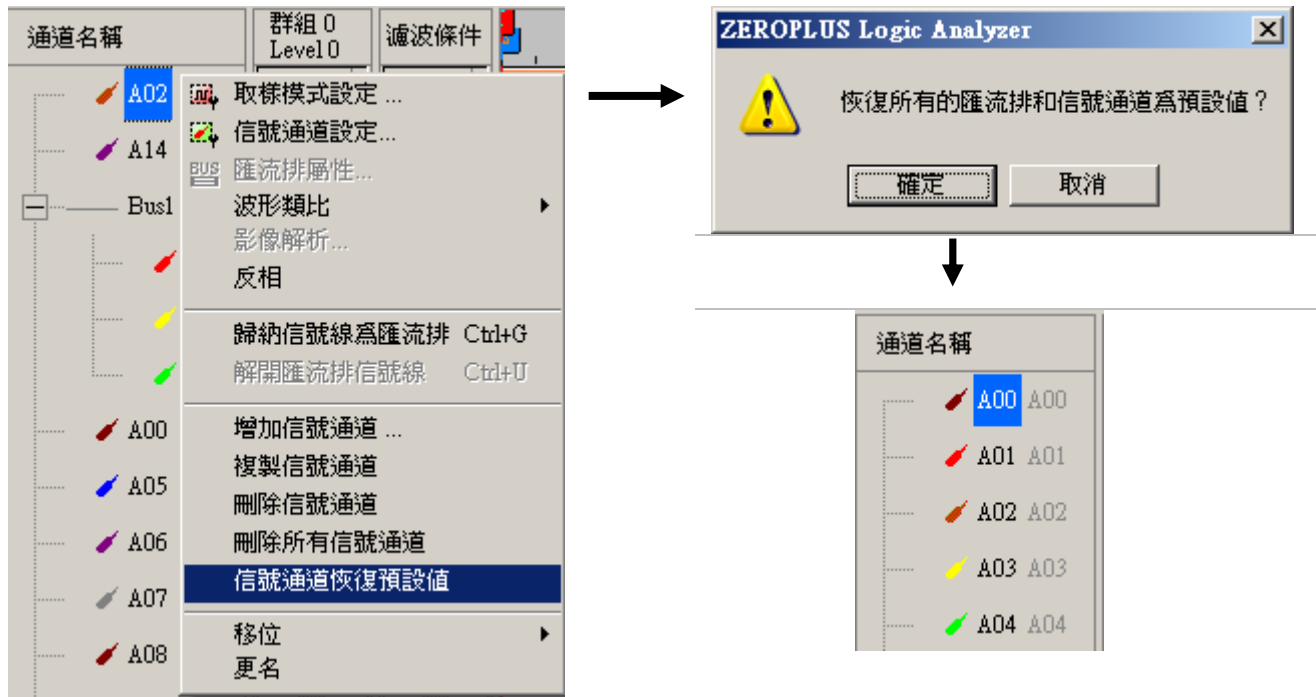 通道名稱
群組 0
Level 0
濾波條件
A02
A14
Bus1
A00
A05
A06
A07
A08
取樣模式設定 ...
信號通道設定...
BUS 匯流排屬性...
波形類比
影像解析...
反相
歸納信號線爲匯流排 Ctrl+G
解開匯流排信號線 Ctrl+U
增加信號通道 ...
複製信號通道
刪除信號通道
刪除所有信號通道
信號通道恢復預設值
移位
更名
ZEROPLUS Logic Analyzer
恢復所有的匯流排和信號通道爲預設值？
確定
取消
通道名稱
A00 A00
A01 A01
A02 A02
A03 A03
A04 A04